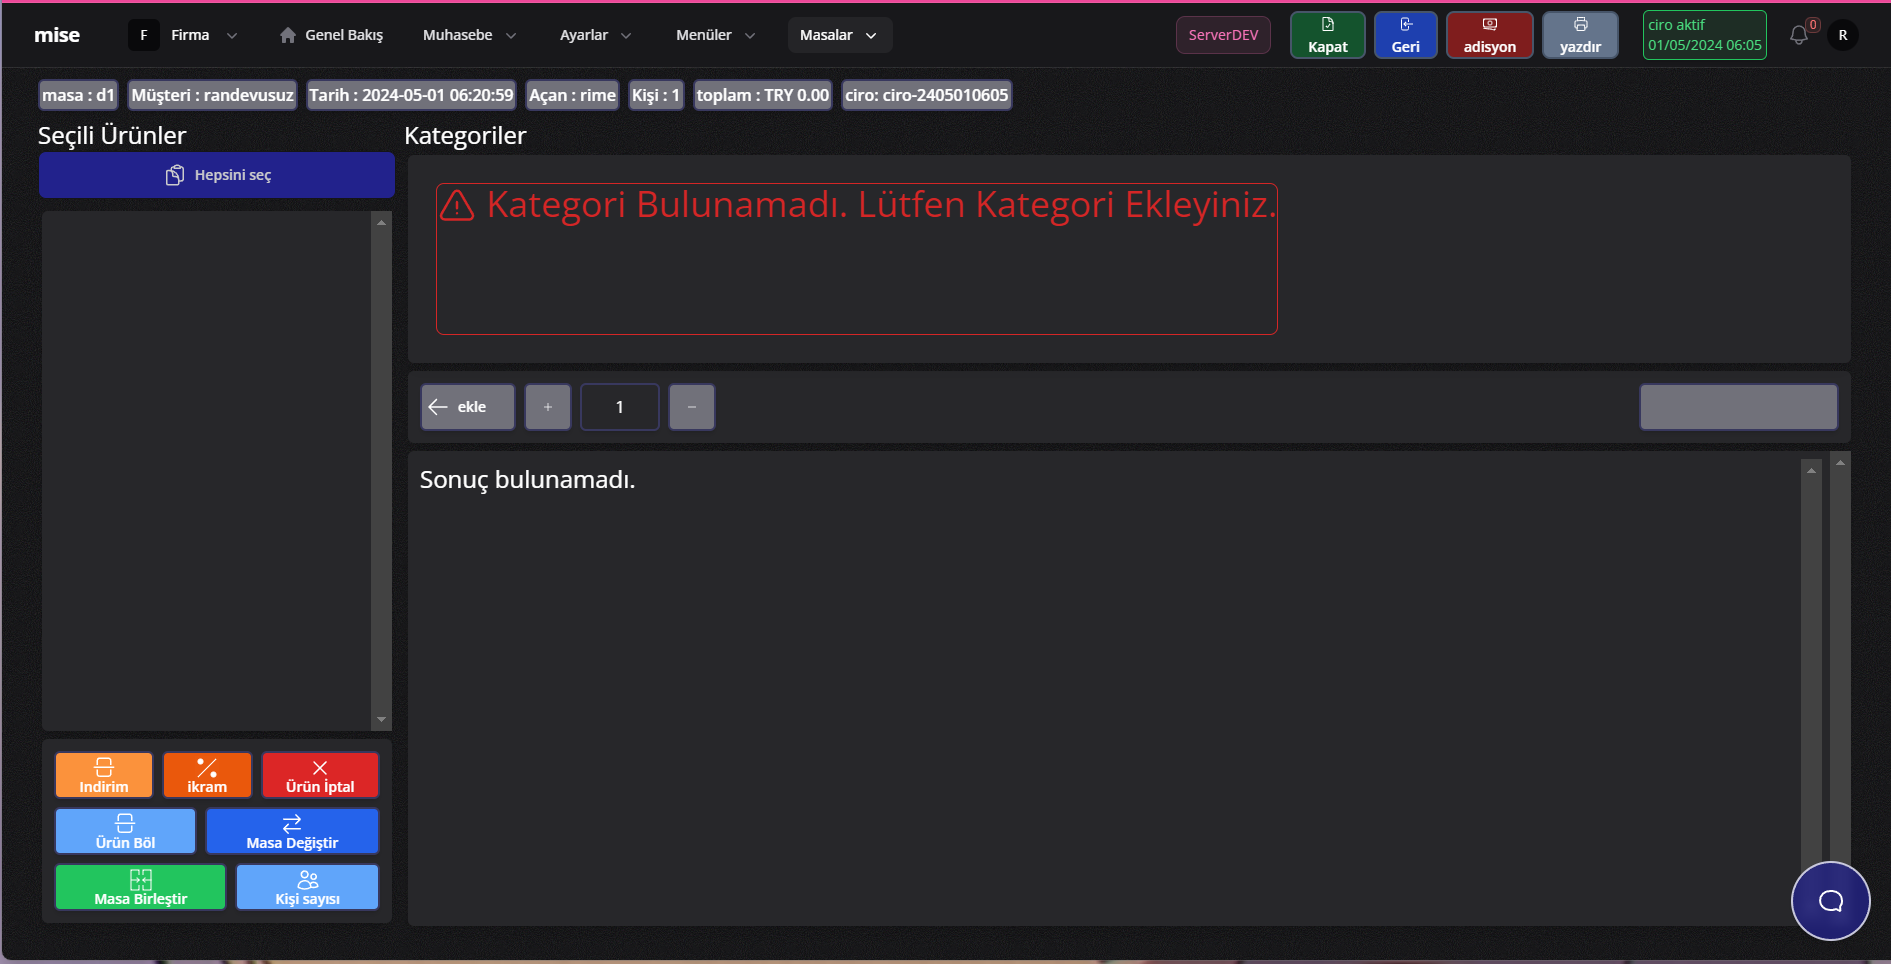 mise
F Firma
Genel Bakış
Muhasebe
Ayarlar
Menüler
Masalar
ServerDEV
Kapat
Geri
adisyon
yazdır
ciro aktif
01/05/2024 06:05
0
R
masa : d1
Müşteri : randevusuz
Tarih : 2024-05-01 06:20:59
Açan : rime
Kişi : 1
toplam : TRY 0.00
ciro: ciro-2405010605
Seçili Ürünler
Hepsini seç
Kategoriler
Kategori Bulunamadı. Lütfen Kategori Ekleyiniz.
ekle
+
1
-
Sonuç bulunamadı.
Indirim
ikram
Ürün İptal
Ürün Böl
Masa Değiştir
Masa Birleştir
Kişi sayısı